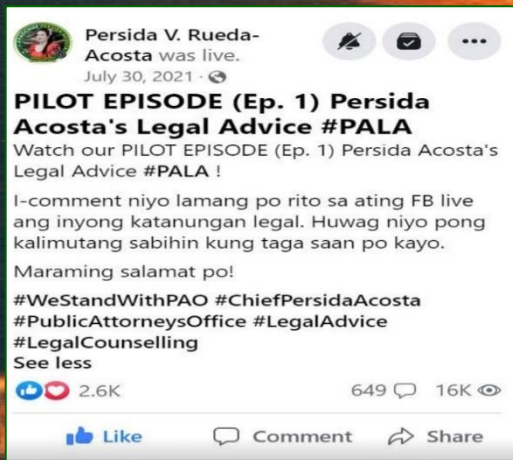 Persida V. Rueda-
Acosta was live.
July 30, 2021 ·
PILOT EPISODE (Ep. 1) Persida
Acosta's Legal Advice #PALA
Watch our PILOT EPISODE (Ep. 1) Persida Acosta's
Legal Advice #PALA !
I-comment niyo lamang po rito sa ating FB live
ang inyong katanungan legal. Huwag niyo pong
kalimutang sabihin kung taga saan po kayo.
Maraming salamat po!
#WeStandWithPAO #ChiefPersidaAcosta
#PublicAttorneysOffice #LegalAdvice
#LegalCounselling
See less
2.6K 649 16K
Like Comment Share